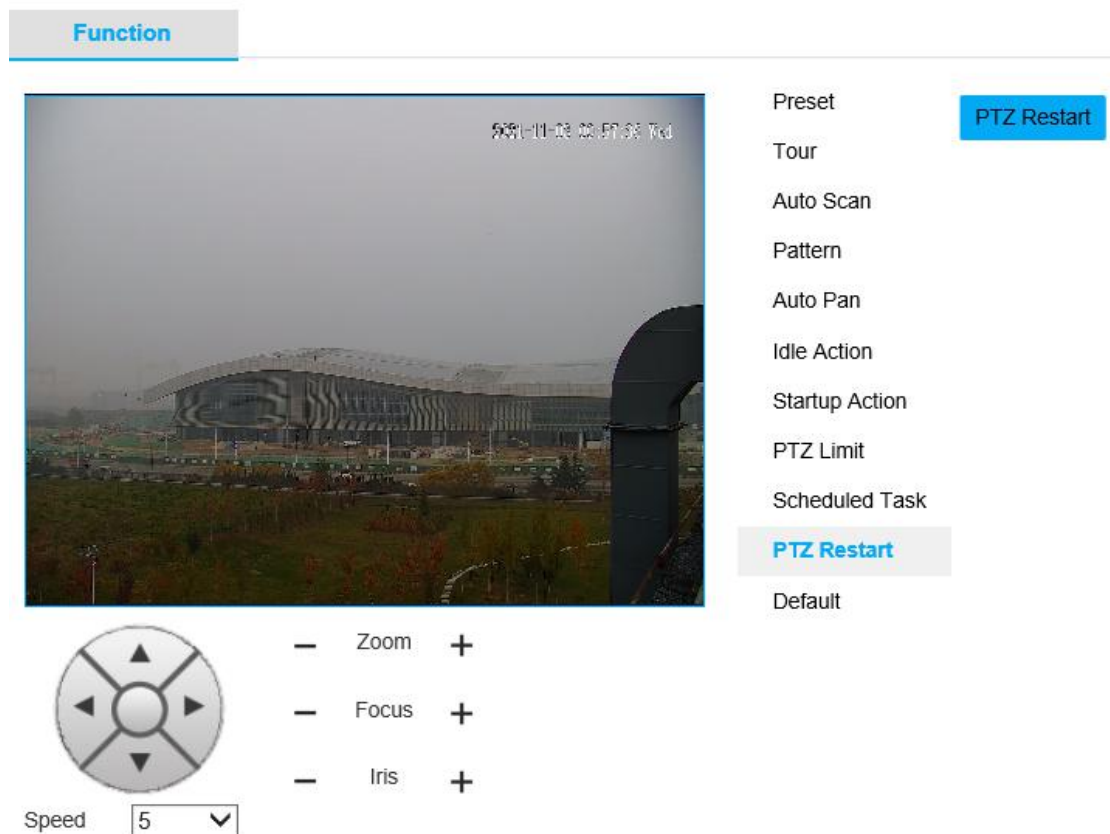 Function
Preset
PTZ Restart
Tour
Auto Scan
Pattern
Auto Pan
Idle Action
Startup Action
PTZ Limit
Scheduled Task
PTZ Restart
Default
Zoom
Focus
Iris
Speed 5